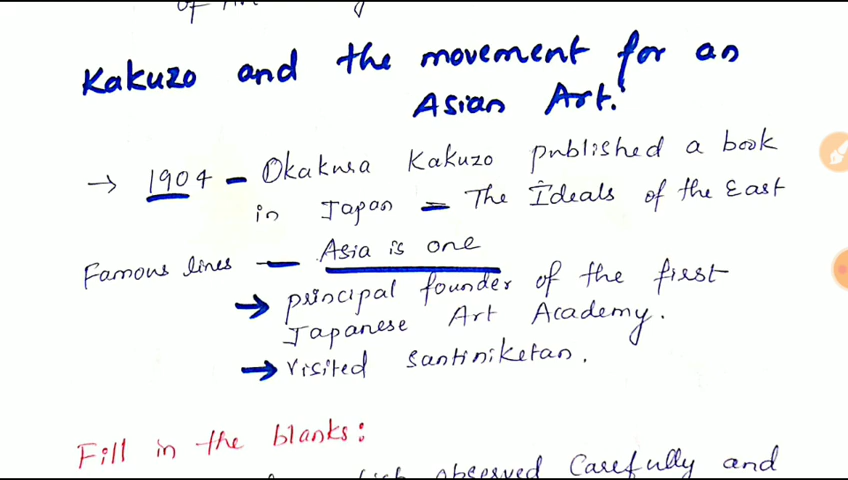 of
Kakuzo and the movement for an
Asian Art.
→ 1904 - Okakura Kakuzo published a book
in Japan - The Ideals of the East
Famous lines - Asia is one
→ principal founder of the first
Japanese Art Academy.
→ visited santiniketan.
Fill in the blanks:
observed carefully and